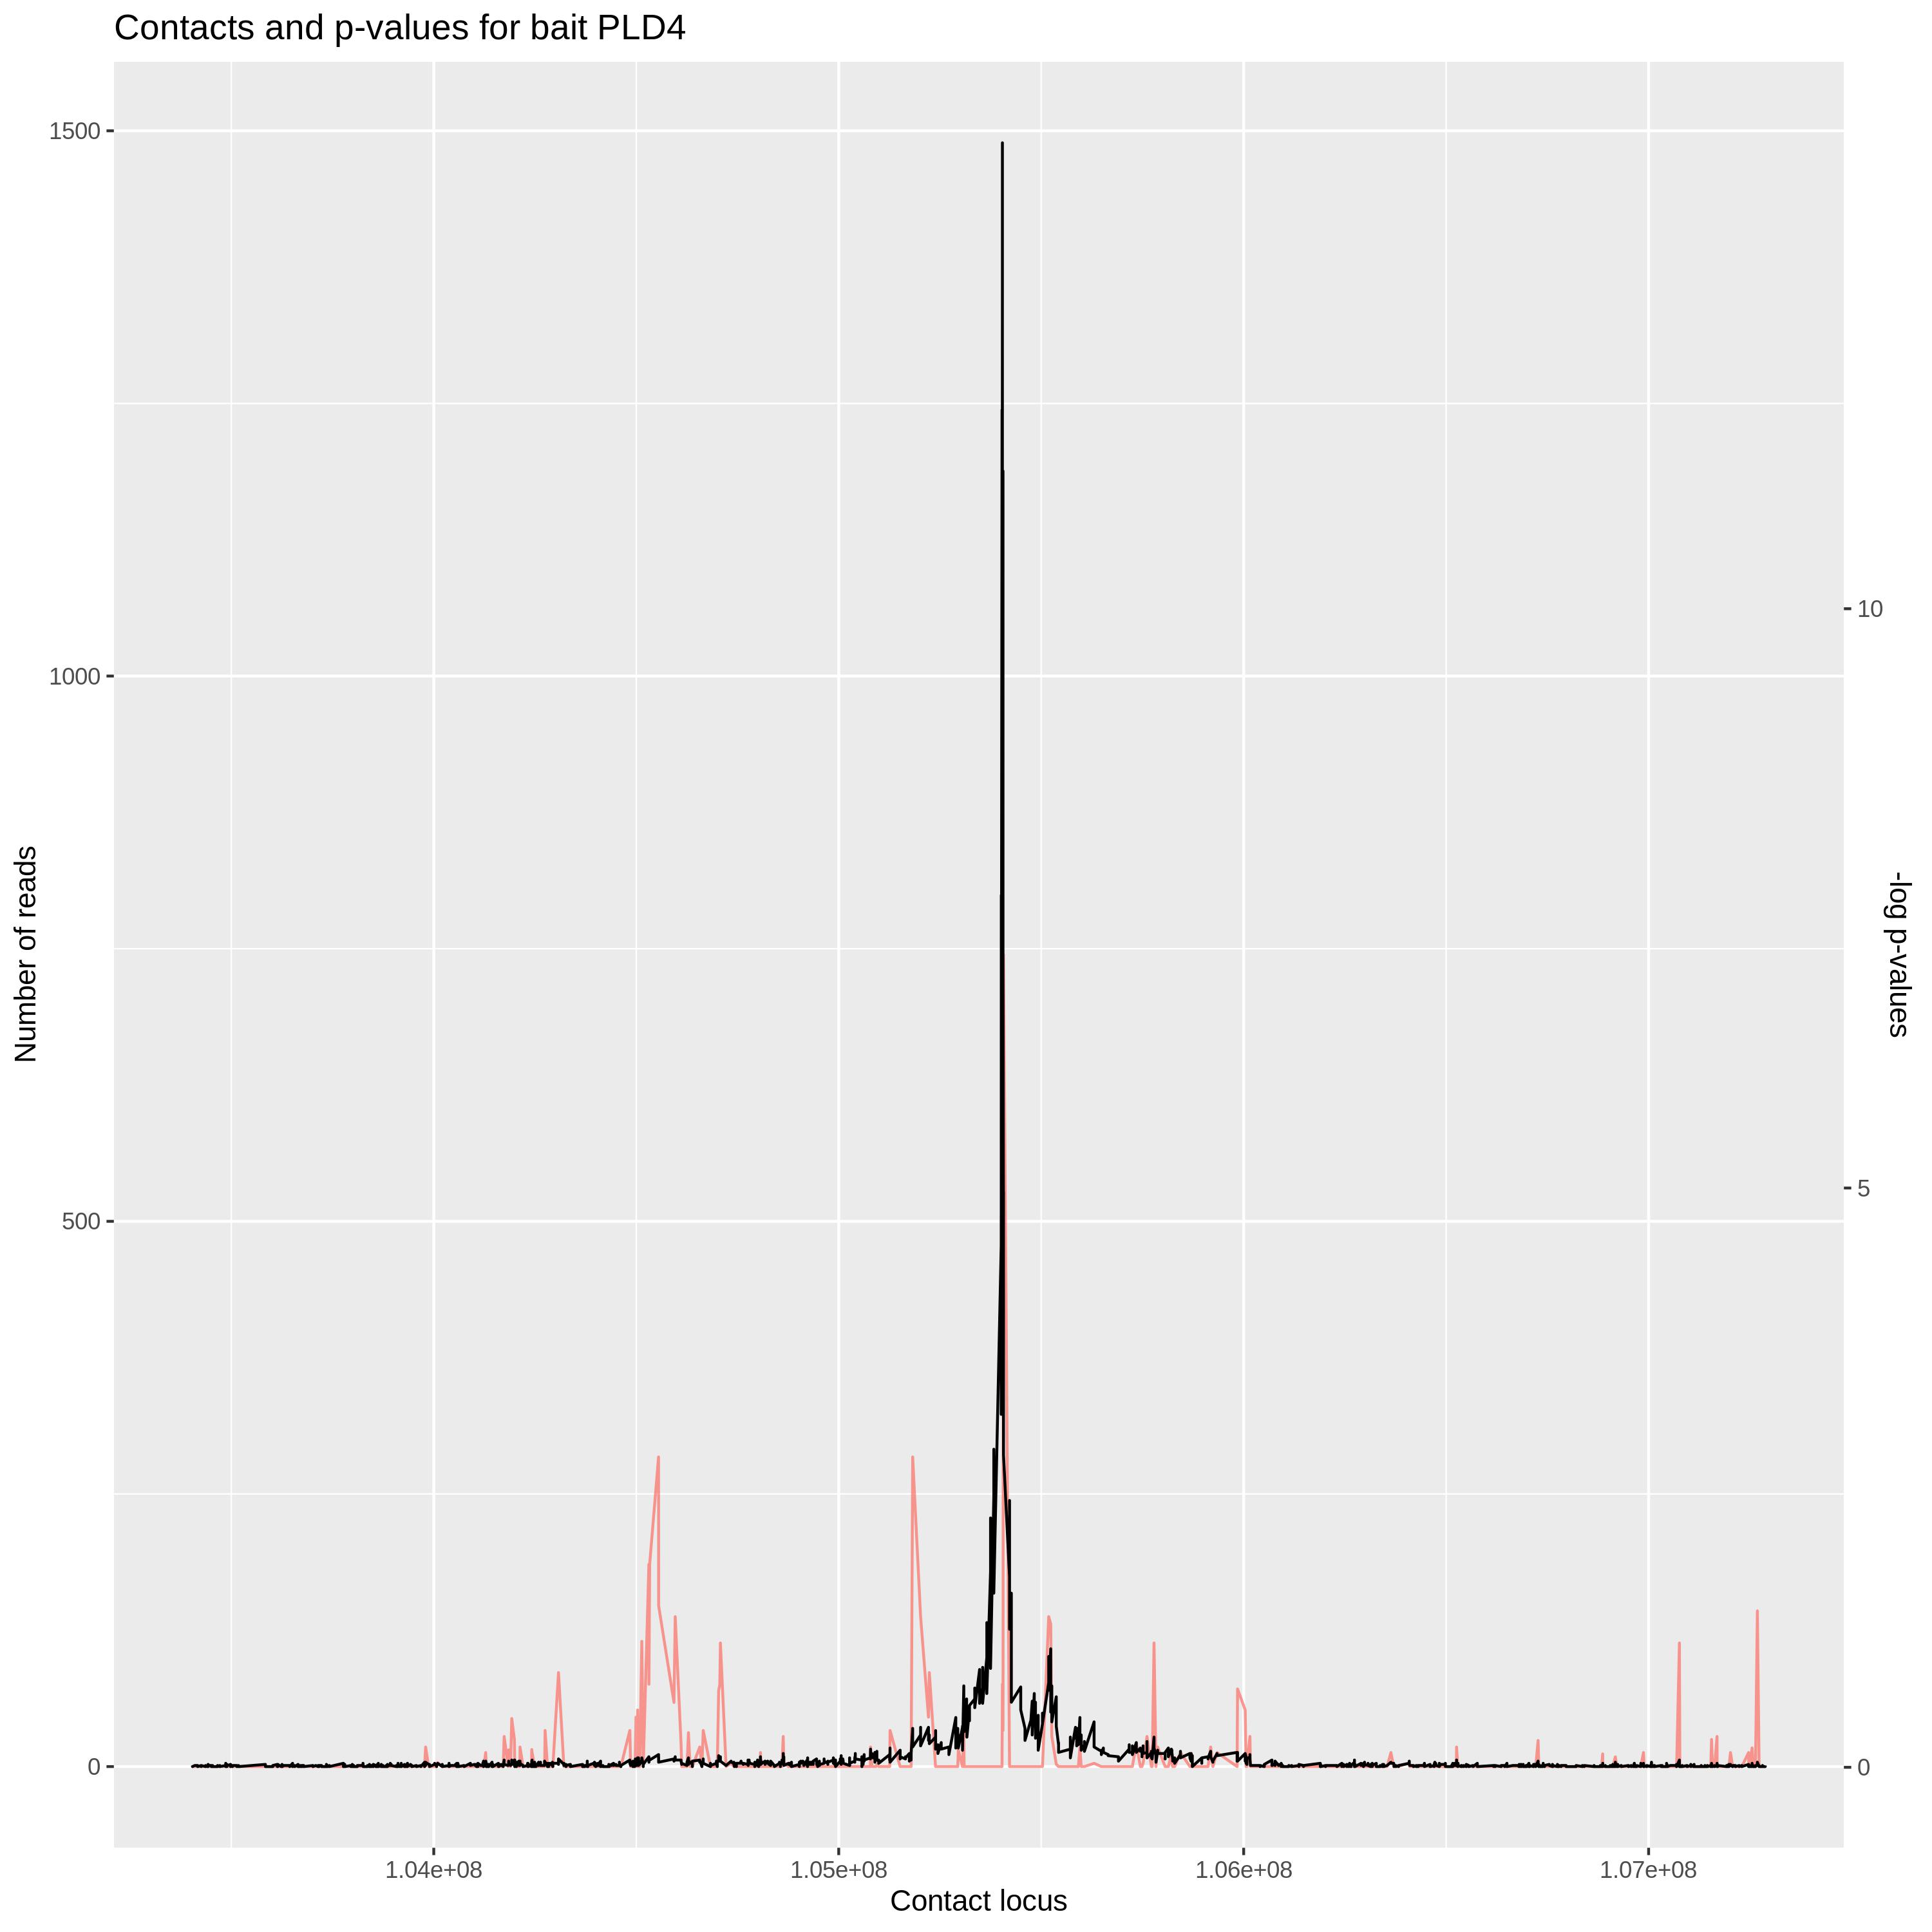 Contacts and p-values for bait PLD4
1500
1000
500
0
Number of reads
10
5
0
-log p-values
1.04e+08
1.05e+08
1.06e+08
1.07e+08
Contact locus